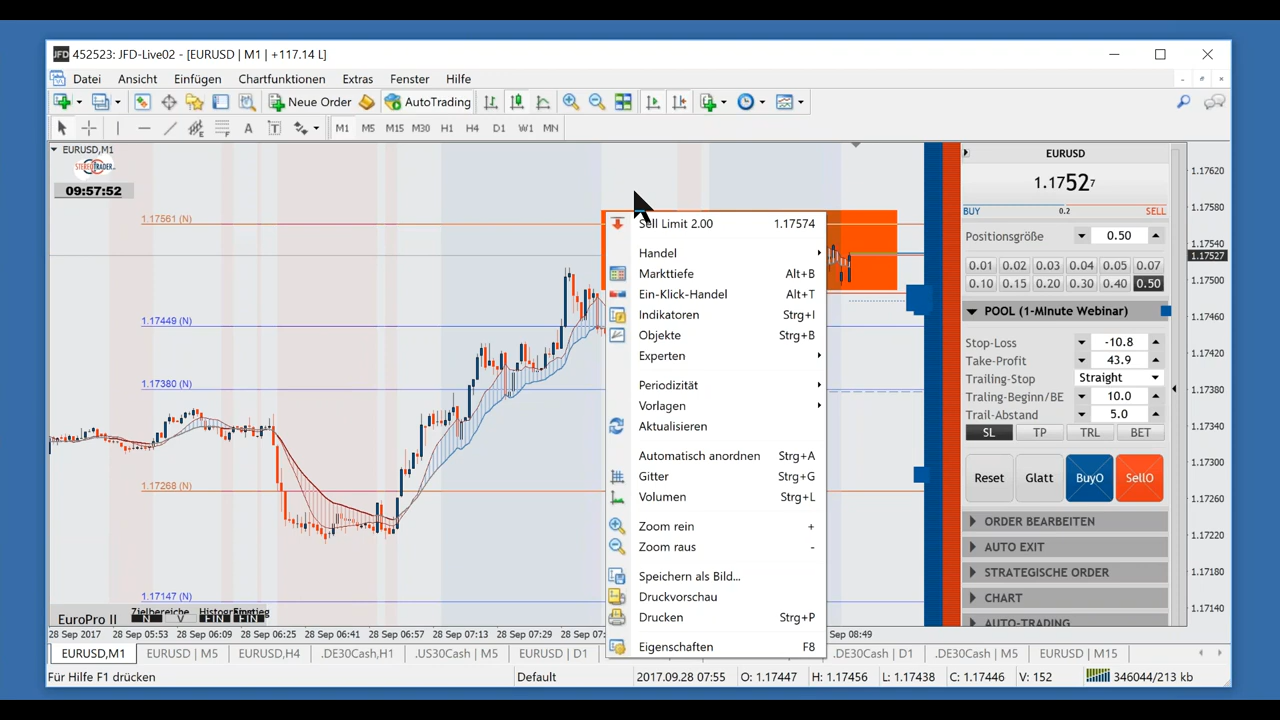 452523: JFD-Live02 - [EURUSD | M1 | +117.14 L]
Datei Ansicht Einfügen Chartfunktionen Extras Fenster Hilfe
Neue Order AutoTrading
M1 M5 M15 M30 H1 H4 D1 W1 MN
EURUSD,M1
STEREOTRADER
09:57:52
1.17561 (N)
1.17449 (N)
1.17380 (N)
1.17268 (N)
1.17147 (N)
EuroPro II
Zielbereiche
N V FIN FIN
Sell Limit 2.00 1.17574
Handel
Markttiefe Alt+B
Ein-Klick-Handel Alt+T
Indikatoren Strg+I
Objekte Strg+B
Experten
Periodizität
Vorlagen
Aktualisieren
Automatisch anordnen Strg+A
Gitter Strg+G
Volumen Strg+L
Zoom rein +
Zoom raus -
Speichern als Bild...
Druckvorschau
Drucken Strg+P
Eigenschaften F8
EURUSD
1.17527
BUY 0.2 SELL
Positionsgröße 0.50
0.01 0.02 0.03 0.04 0.05 0.07
0.10 0.15 0.20 0.30 0.40 0.50
POOL (1-Minute Webinar)
Stop-Loss -10.8
Take-Profit 43.9
Trailing-Stop Straight
Traling-Beginn/BE 10.0
Trail-Abstand 5.0
SL TP TRL BET
Reset Glatt BuyO SellO
ORDER BEARBEITEN
AUTO EXIT
STRATEGISCHE ORDER
CHART
AUTO-TRADING
1.17620
1.17580
1.17540
1.17527
1.17500
1.17460
1.17420
1.17380
1.17340
1.17300
1.17260
1.17220
1.17180
1.17140
28 Sep 2017 28 Sep 05:53 28 Sep 06:09 28 Sep 06:25 28 Sep 06:41 28 Sep 06:57 28 Sep 07:13 28 Sep 07:29 28 Sep 07: Sep 08:49
EURUSD,M1 EURUSD | M5 EURUSD,H4 .DE30Cash,H1 .US30Cash | M5 EURUSD | D1 .DE30Cash | D1 .DE30Cash | M5 EURUSD | M15
Für Hilfe F1 drücken Default 2017.09.28 07:55 O: 1.17447 H: 1.17456 L: 1.17438 C: 1.17446 V: 152 346044/213 kb